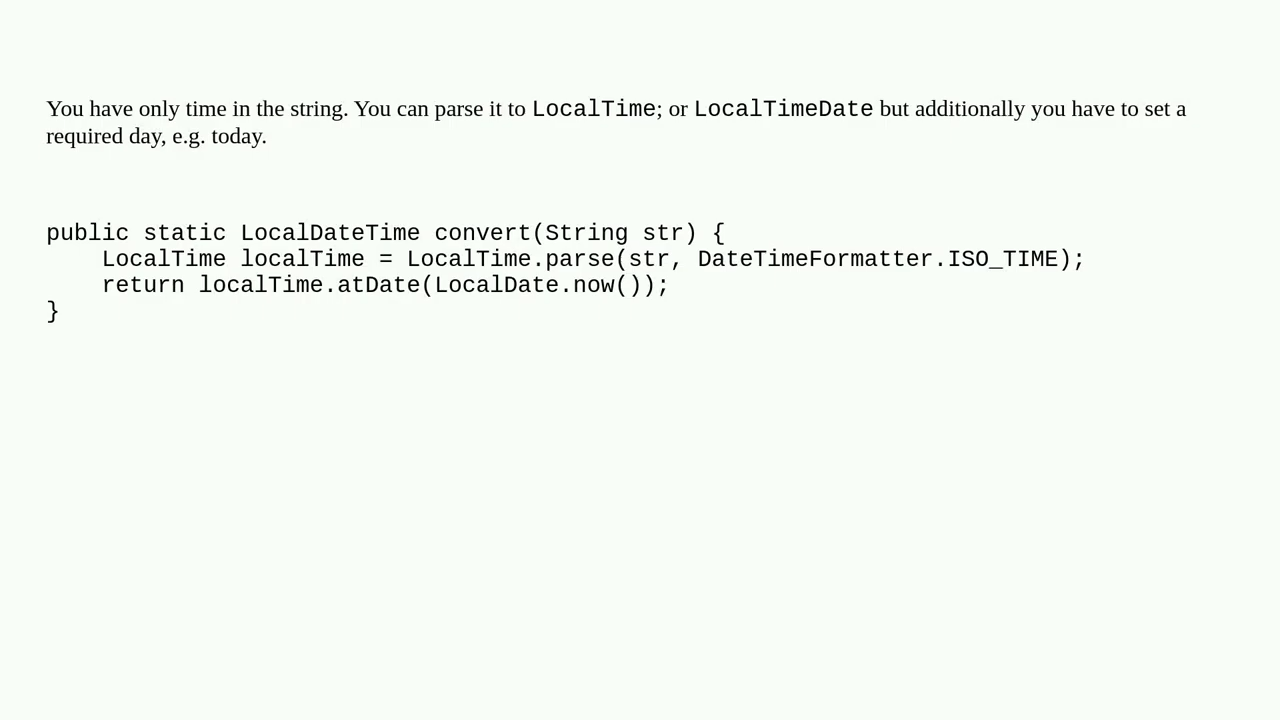 You have only time in the string. You can parse it to LocalTime; or LocalTimeDate but additionally you have to set a
required day, e.g. today.
public static LocalDateTime convert(String str) {
    LocalTime localTime = LocalTime.parse(str, DateTimeFormatter.ISO_TIME);
    return localTime.atDate(LocalDate.now());
}